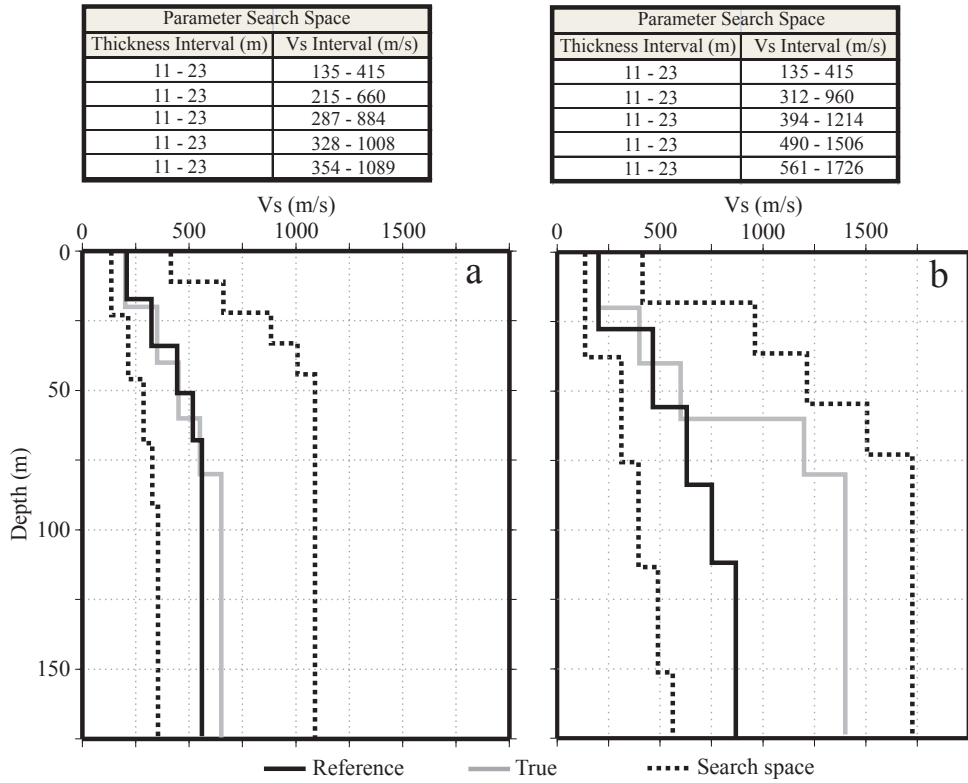 Parameter Search Space
Thickness Interval (m) Vs Interval (m/s)
11 - 23 135 - 415
11 - 23 215 - 660
11 - 23 287 - 884
11 - 23 328 - 1008
11 - 23 354 - 1089
Parameter Search Space
Thickness Interval (m) Vs Interval (m/s)
11 - 23 135 - 415
11 - 23 312 - 960
11 - 23 394 - 1214
11 - 23 490 - 1506
11 - 23 561 - 1726
Vs (m/s)
0 500 1000 1500
Vs (m/s)
0 500 1000 1500
0
50
100
150
Depth (m)
a
b
Reference True Search space